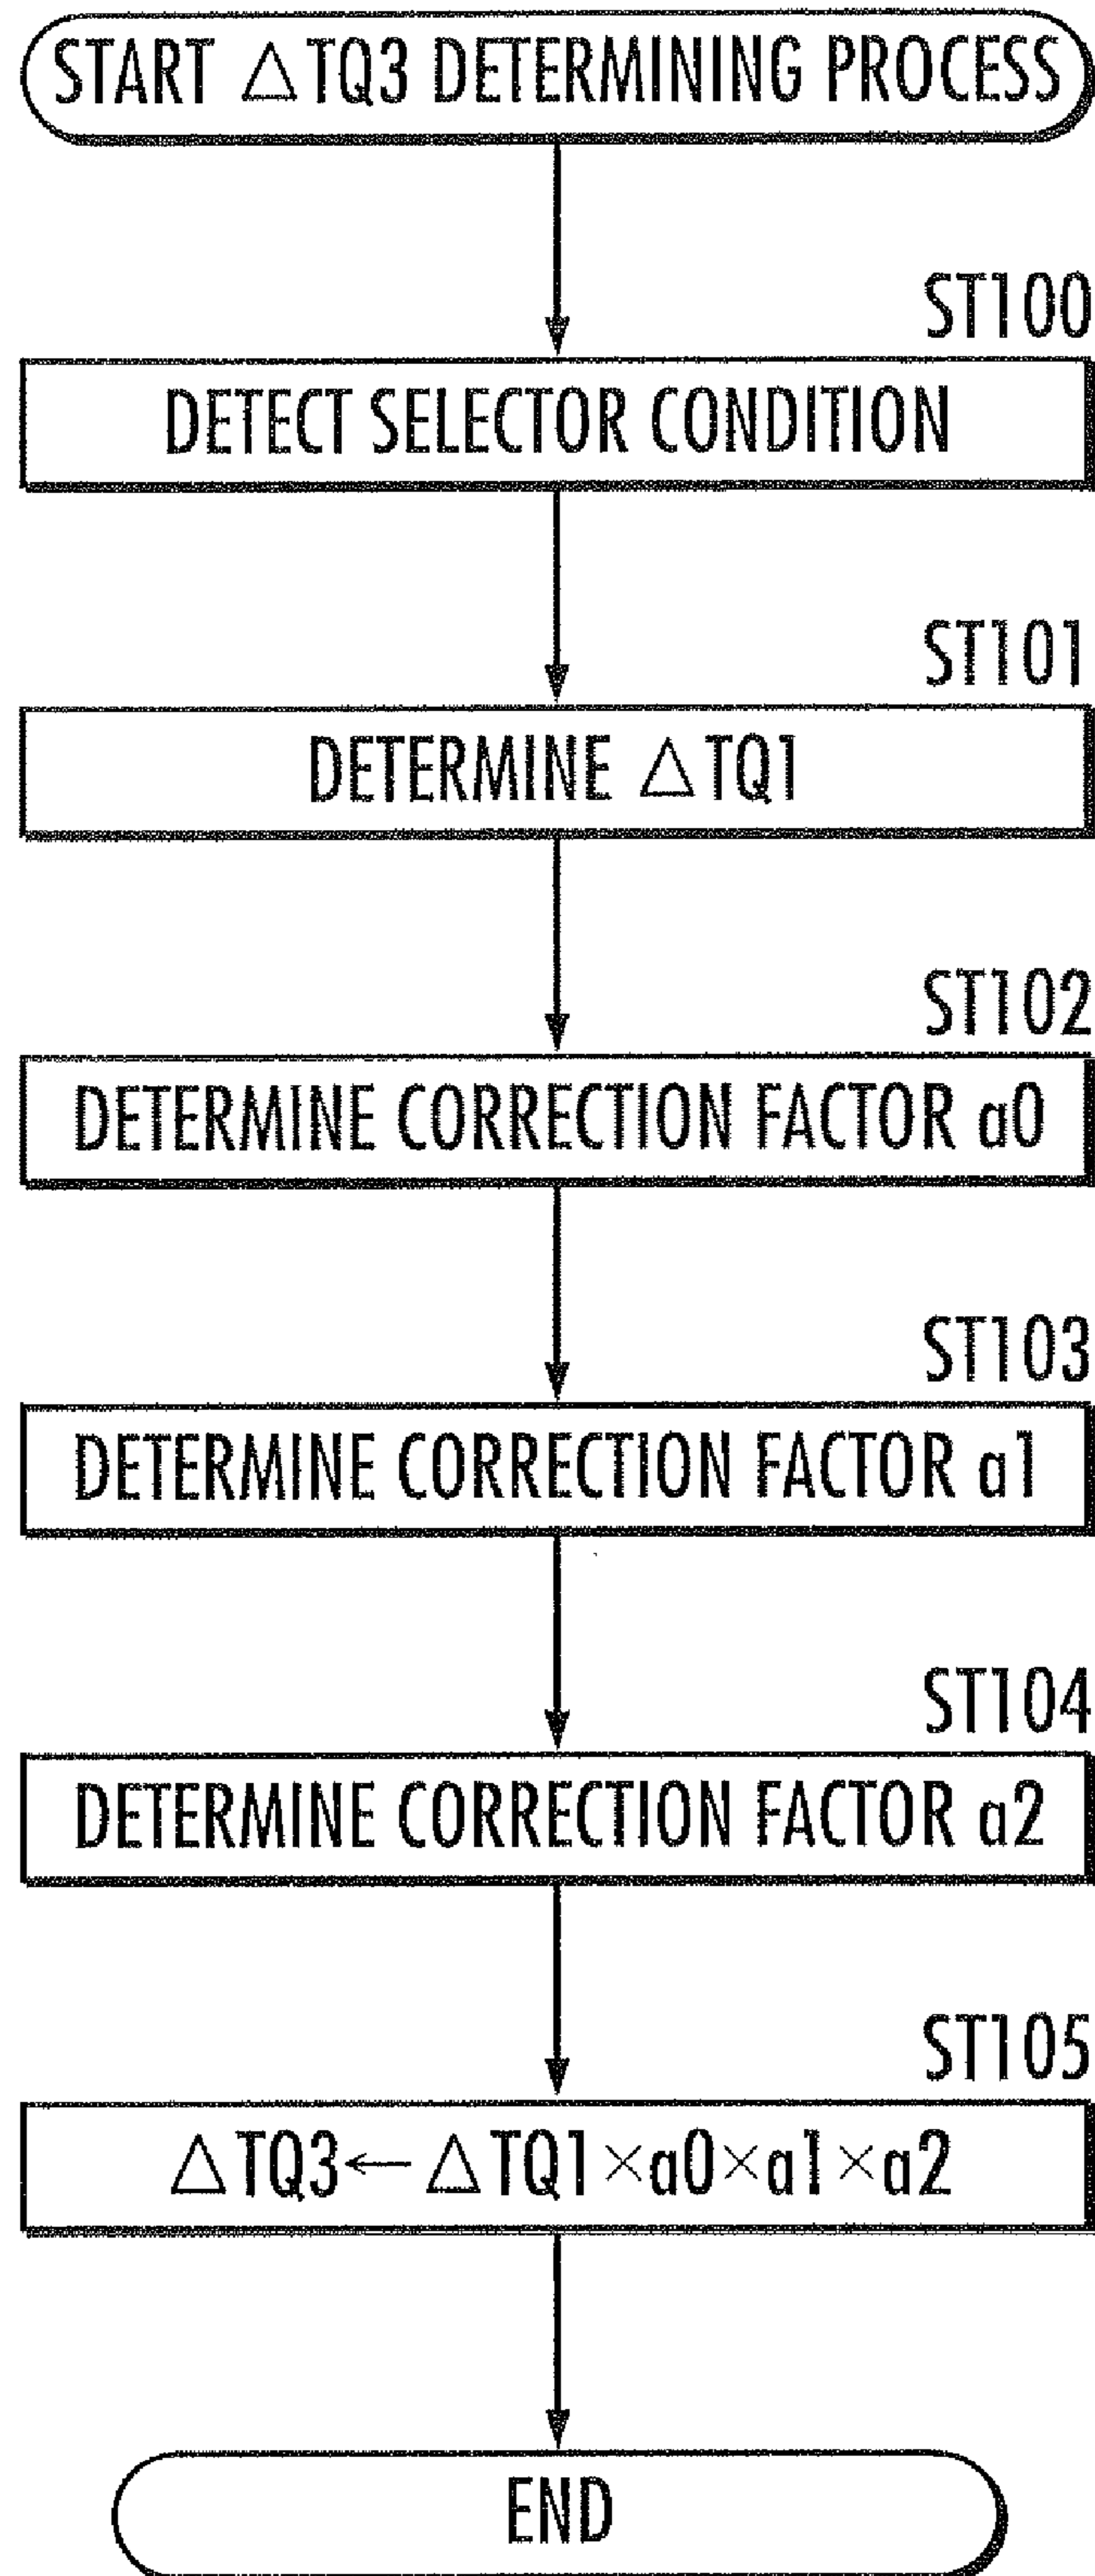 START △TQ3 DETERMINING PROCESS
ST100
DETECT SELECTOR CONDITION
ST101
DETERMINE △TQ1
ST102
DETERMINE CORRECTION FACTOR a0
ST103
DETERMINE CORRECTION FACTOR a1
ST104
DETERMINE CORRECTION FACTOR a2
ST105
△TQ3←△TQ1×a0×a1×a2
END